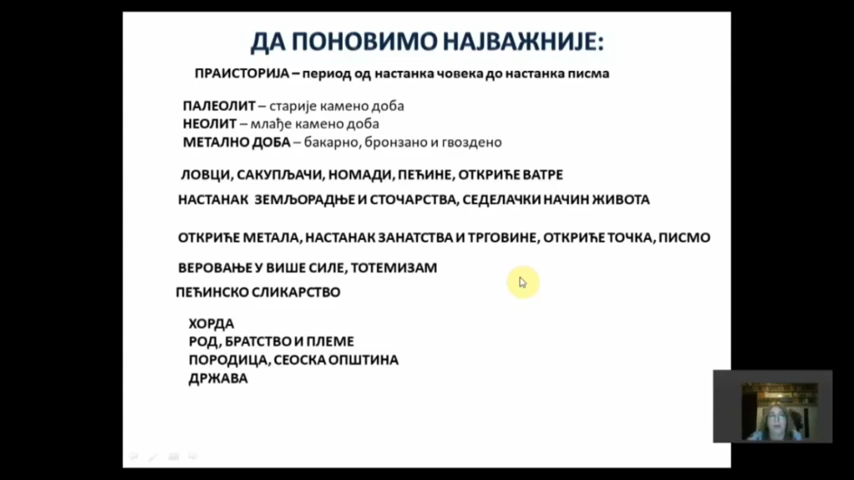 ДА ПОНОВИМО НАЈВАЖНИЈЕ:
ПРАИСТОРИЈА – период од настанка човека до настанка писма
ПАЛЕОЛИТ – старије камено доба
НЕОЛИТ – млађе камено доба
МЕТАЛНО ДОБА – бакарно, бронзано и гвоздено
ЛОВЦИ, САКУПЉАЧИ, НОМАДИ, ПЕЋИНЕ, ОТКРИЋЕ ВАТРЕ
НАСТАНАК ЗЕМЉОРАДЊЕ И СТОЧАРСТВА, СЕДЕЛАЧКИ НАЧИН ЖИВОТА
ОТКРИЋЕ МЕТАЛА, НАСТАНАК ЗАНАТСТВА И ТРГОВИНЕ, ОТКРИЋЕ ТОЧКА, ПИСМО
ВЕРОВАЊЕ У ВИШЕ СИЛЕ, ТОТЕМИЗАМ
ПЕЋИНСКО СЛИКАРСТВО
ХОРДА
РОД, БРАТСТВО И ПЛЕМЕ
ПОРОДИЦА, СЕОСКА ОПШТИНА
ДРЖАВА